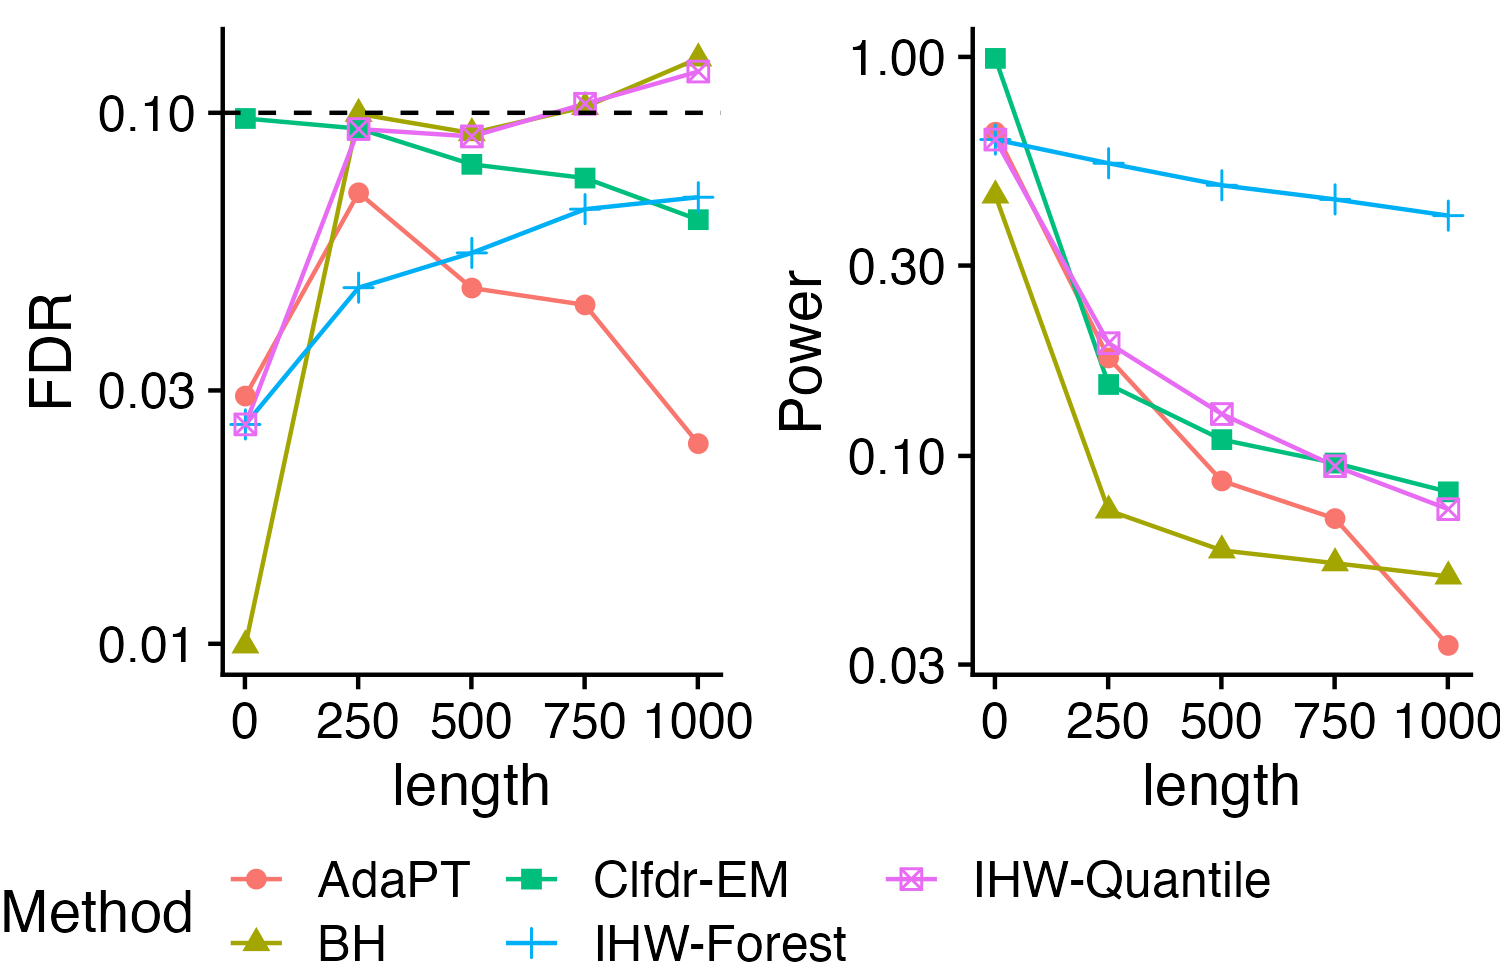 FDR
0.10
0.03
0.01
0 250 500 750 1000
length
Power
1.00
0.30
0.10
0.03
0 250 500 750 1000
length
Method
AdaPT Clfdr-EM IHW-Quantile
BH IHW-Forest